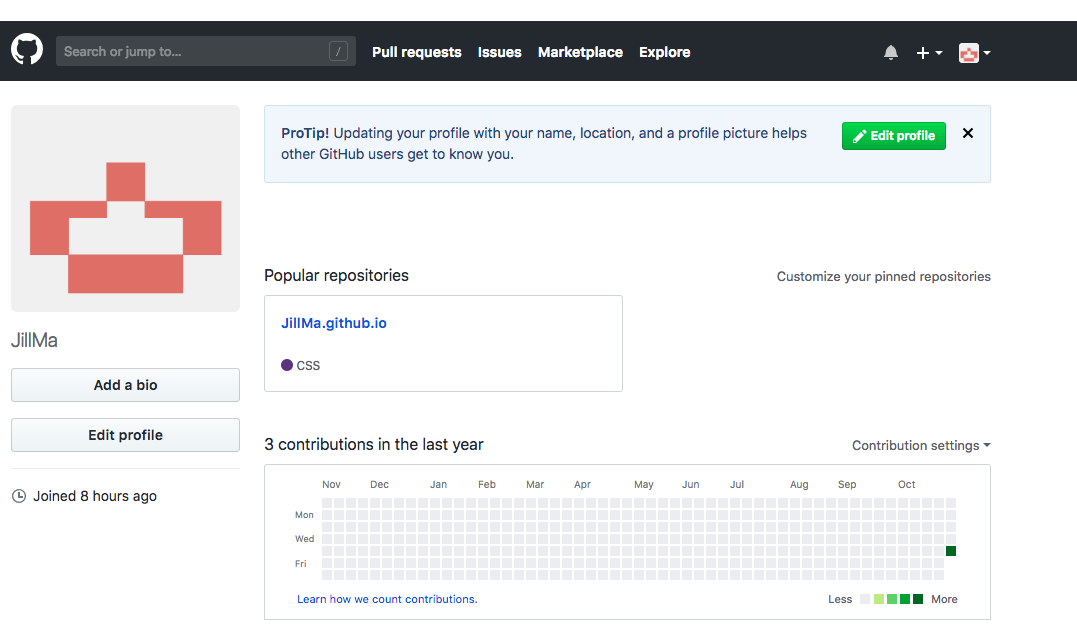 Search or jump to... /
Pull requests Issues Marketplace Explore
ProTip! Updating your profile with your name, location, and a profile picture helps
other GitHub users get to know you.
Edit profile
Popular repositories
Customize your pinned repositories
JillMa.github.io
CSS
JillMa
Add a bio
Edit profile
Joined 8 hours ago
3 contributions in the last year
Contribution settings
Nov Dec Jan Feb Mar Apr May Jun Jul Aug Sep Oct
Mon
Wed
Fri
Learn how we count contributions.
Less More